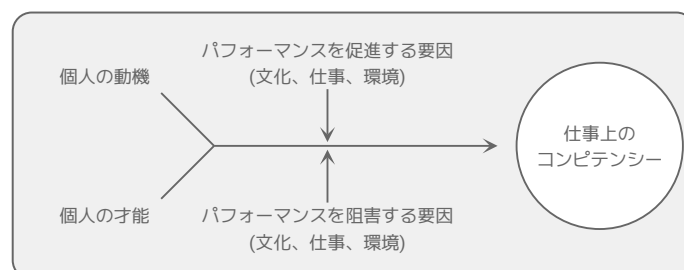 パフォーマンスを促進する要因
(文化、仕事、環境)
個人の動機
仕事上の
コンピテンシー
個人の才能
パフォーマンスを阻害する要因
(文化、仕事、環境)